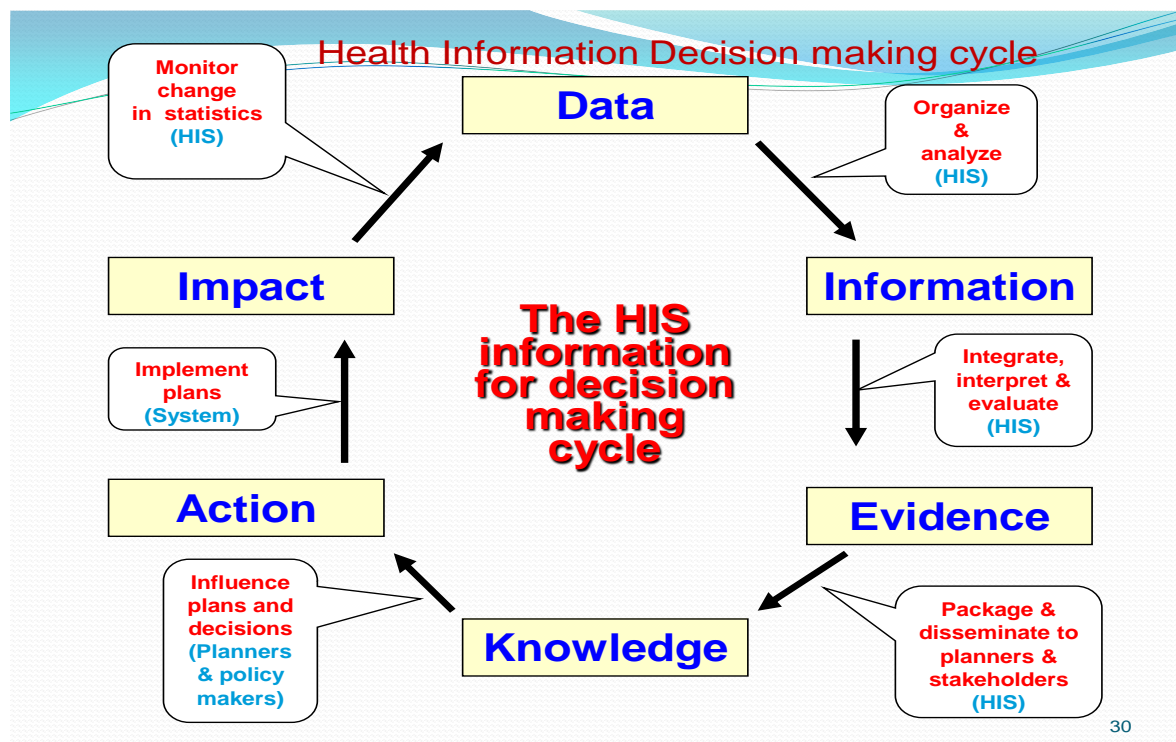 Health Information Decision making cycle
Monitor
change
in statistics
(HIS)
Data
Organize
&
analyze
(HIS)
Impact
Information
The HIS
information
for decision
making
cycle
Implement
plans
(System)
Integrate,
interpret &
evaluate
(HIS)
Action
Evidence
Influence
plans and
decisions
(Planners
& policy
makers)
Knowledge
Package &
disseminate to
planners &
stakeholders
(HIS)
30